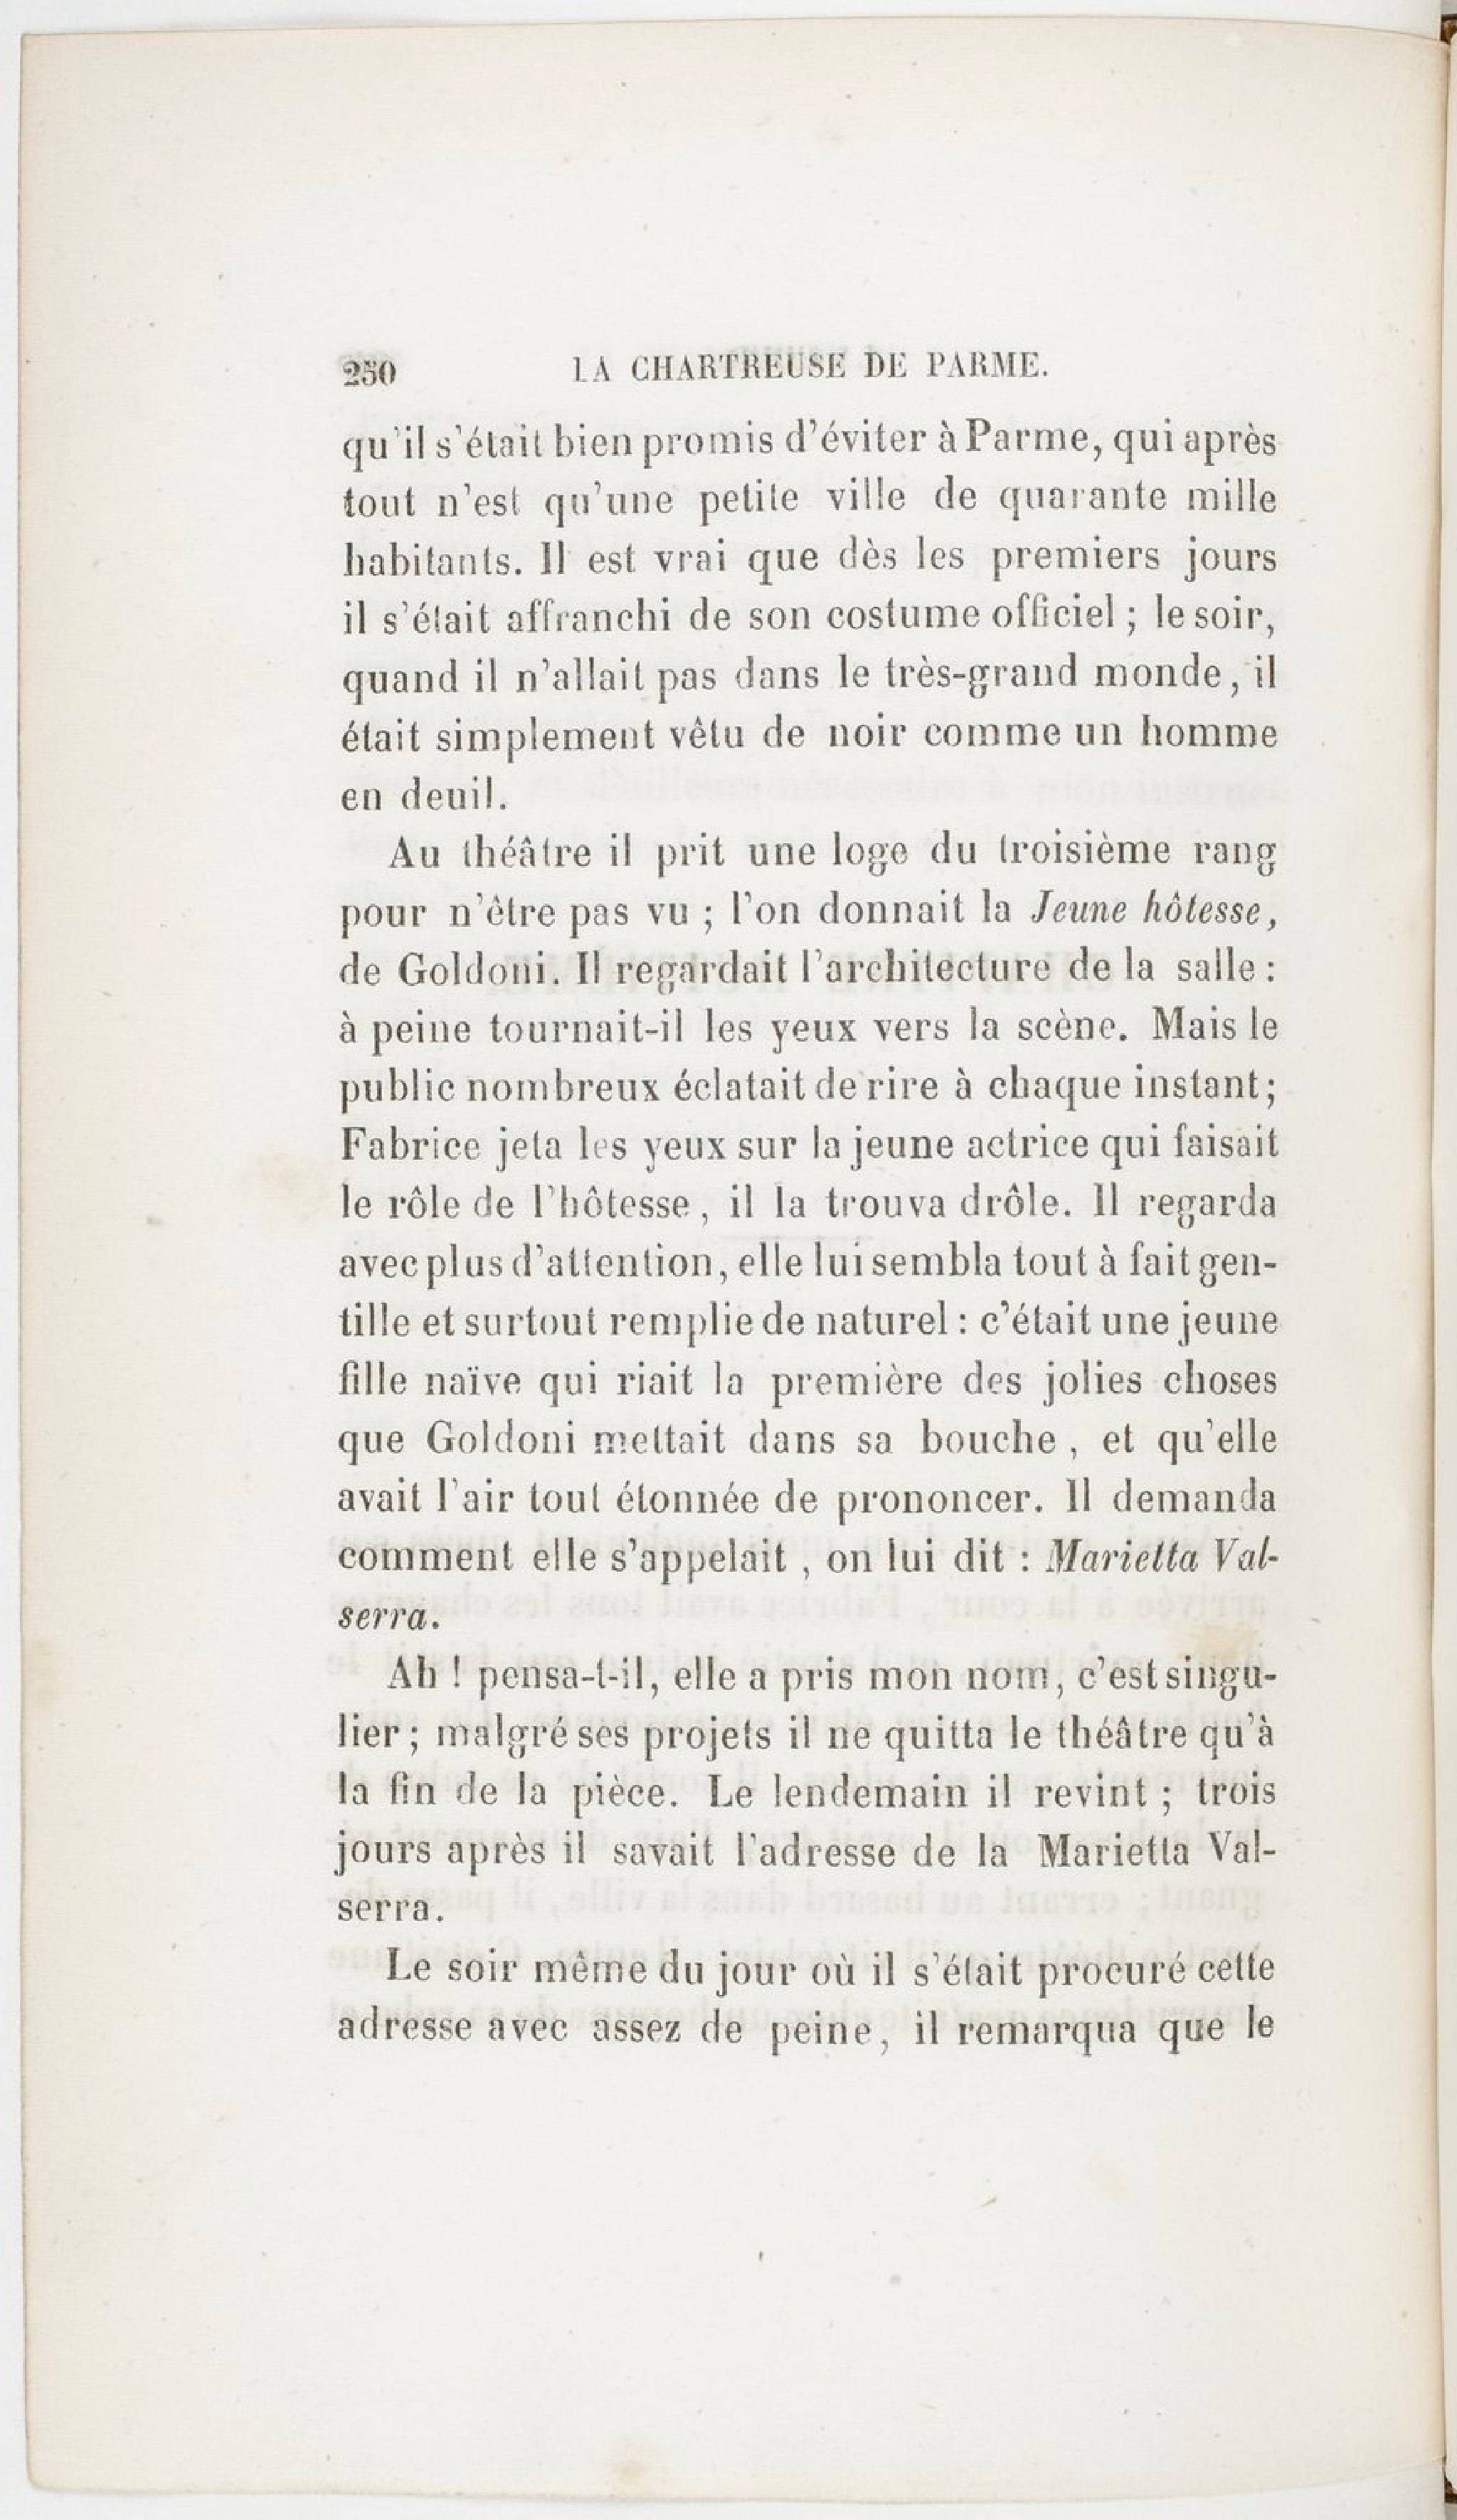 250 LA CHARTREUSE DE PARME.
qu'il s'était bien promis d'éviter à Parme, qui après
tout n'est qu'une petite ville de quarante mille
habitants. Il est vrai que dès les premiers jours
il s'était affranchi de son costume officiel ; le soir,
quand il n'allait pas dans le très-grand monde, il
était simplement vêtu de noir comme un homme
en deuil.
Au théâtre il prit une loge du troisième rang
pour n'être pas vu ; l'on donnait la Jeune hôtesse,
de Goldoni. Il regardait l'architecture de la salle :
à peine tournait-il les yeux vers la scène. Mais le
public nombreux éclatait de rire à chaque instant ;
Fabrice jeta les yeux sur la jeune actrice qui faisait
le rôle de l'hôtesse, il la trouva drôle. Il regarda
avec plus d'attention, elle lui sembla tout à fait gen-
tille et surtout remplie de naturel : c'était une jeune
fille naïve qui riait la première des jolies choses
que Goldoni mettait dans sa bouche, et qu'elle
avait l'air tout étonnée de prononcer. Il demanda
comment elle s'appelait, on lui dit : Marietta Val-
serra.
Ah ! pensa-t-il, elle a pris mon nom, c'est singu-
lier ; malgré ses projets il ne quitta le théâtre qu'à
la fin de la pièce. Le lendemain il revint ; trois
jours après il savait l'adresse de la Marietta Val-
serra.
Le soir même du jour où il s'était procuré cette
adresse avec assez de peine, il remarqua que le